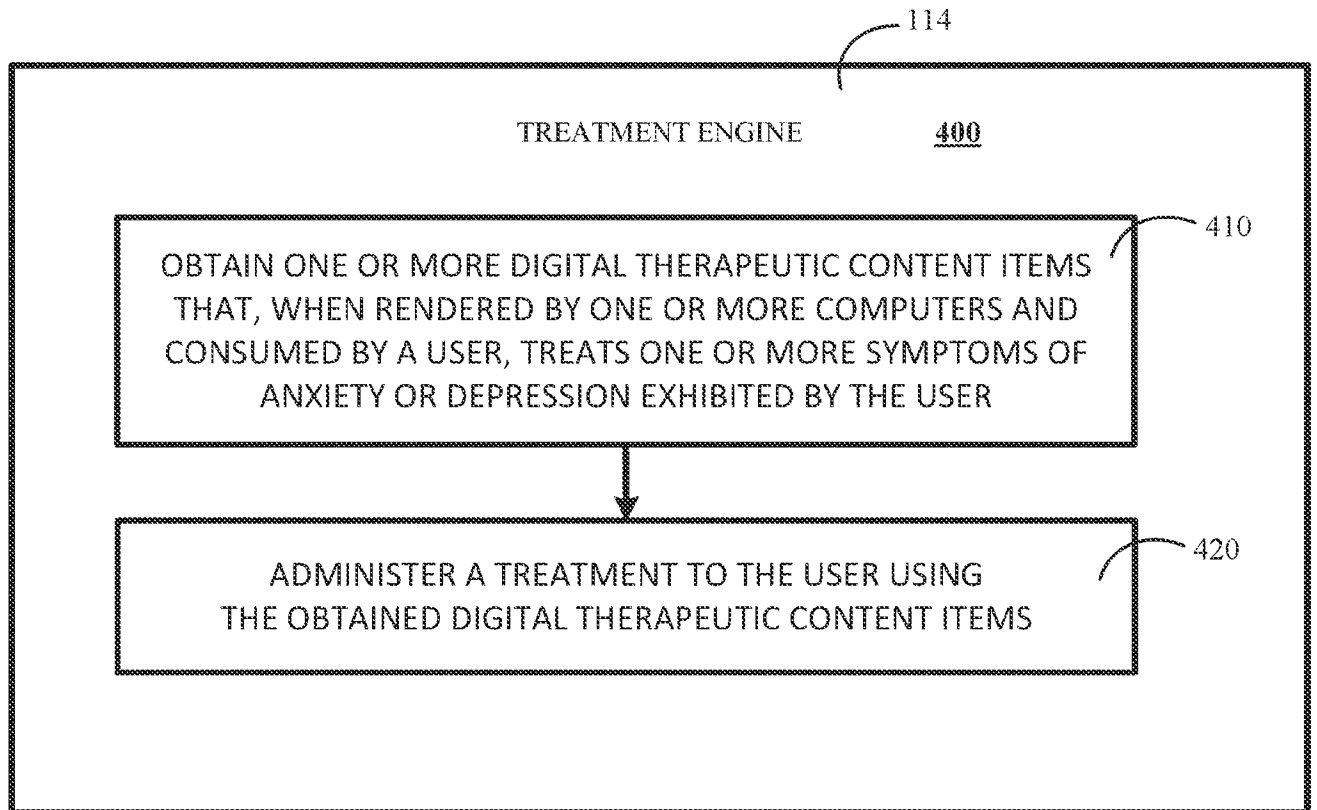 114
TREATMENT ENGINE 400
410
OBTAIN ONE OR MORE DIGITAL THERAPEUTIC CONTENT ITEMS
THAT, WHEN RENDERED BY ONE OR MORE COMPUTERS AND
CONSUMED BY A USER, TREATS ONE OR MORE SYMPTOMS OF
ANXIETY OR DEPRESSION EXHIBITED BY THE USER
420
ADMINISTER A TREATMENT TO THE USER USING
THE OBTAINED DIGITAL THERAPEUTIC CONTENT ITEMS